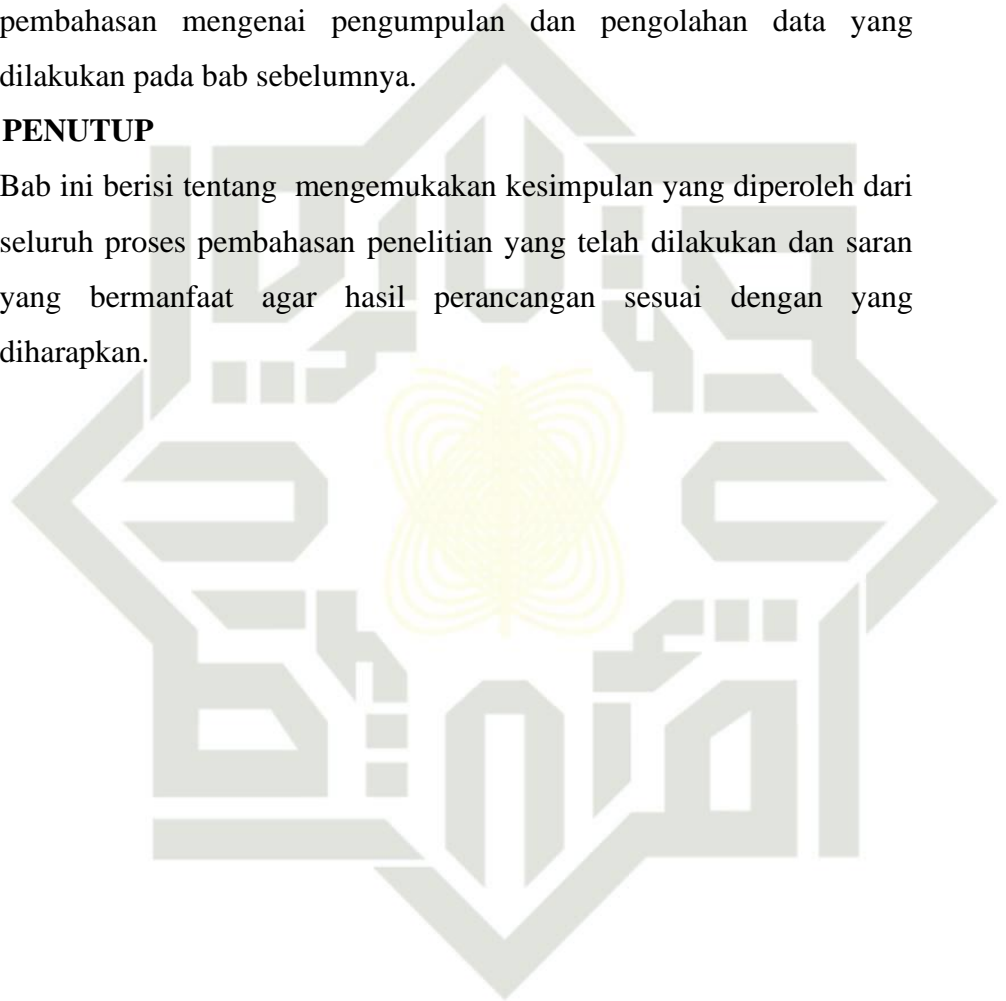 pembahasan mengenai pengumpulan dan pengolahan data yang
dilakukan pada bab sebelumnya.
PENUTUP
Bab ini berisi tentang  mengemukakan kesimpulan yang diperoleh dari
seluruh proses pembahasan penelitian yang telah dilakukan dan saran
yang bermanfaat agar hasil perancangan sesuai dengan yang
diharapkan.